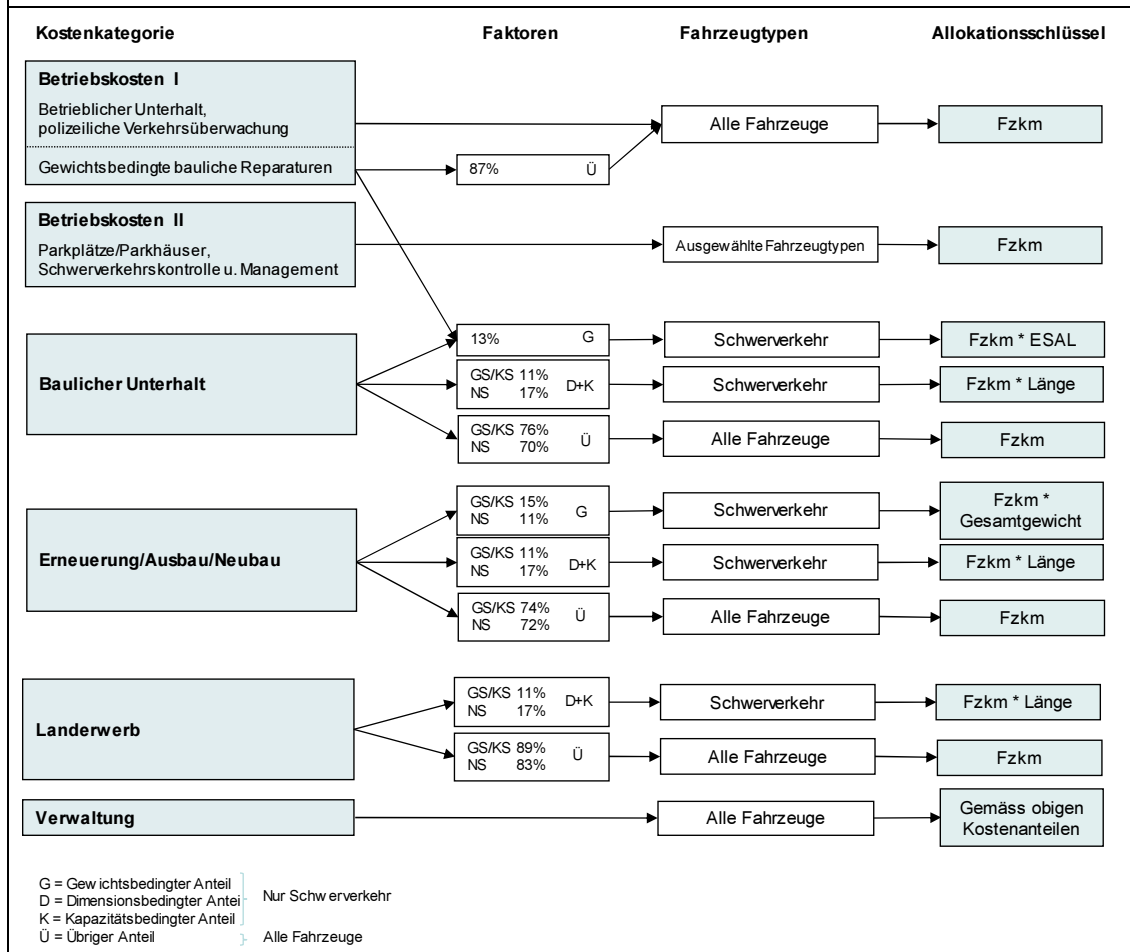 Kostenkategorie Faktoren Fahrzeugtypen Allokationsschlüssel
Betriebskosten I
Betrieblicher Unterhalt,
polizeiliche Verkehrsüberwachung
Alle Fahrzeuge
Fzkm
Gewichtsbedingte bauliche Reparaturen
87% Ü
Betriebskosten II
Parkplätze/Parkhäuser,
Schwerverkehrskontrolle u. Management
Ausgewählte Fahrzeugtypen
Fzkm
Baulicher Unterhalt
13% G
Schwerverkehr
Fzkm * ESAL
GS/KS 11%
NS 17%
D+K
Schwerverkehr
Fzkm * Länge
GS/KS 76%
NS 70%
Ü
Alle Fahrzeuge
Fzkm
Erneuerung/Ausbau/Neubau
GS/KS 15%
NS 11%
G
Schwerverkehr
Fzkm *
Gesamtgewicht
GS/KS 11%
NS 17%
D+K
Schwerverkehr
Fzkm * Länge
GS/KS 74%
NS 72%
Ü
Alle Fahrzeuge
Fzkm
Landerwerb
GS/KS 11%
NS 17%
D+K
Schwerverkehr
Fzkm * Länge
GS/KS 89%
NS 83%
Ü
Alle Fahrzeuge
Fzkm
Verwaltung
Alle Fahrzeuge
Gemäss obigen
Kostenanteilen
G = Gewichtsbedingter Anteil
D = Dimensionsbedingter Antei
K = Kapazitätsbedingter Anteil
Nur Schwerverkehr
Ü = Übriger Anteil
Alle Fahrzeuge